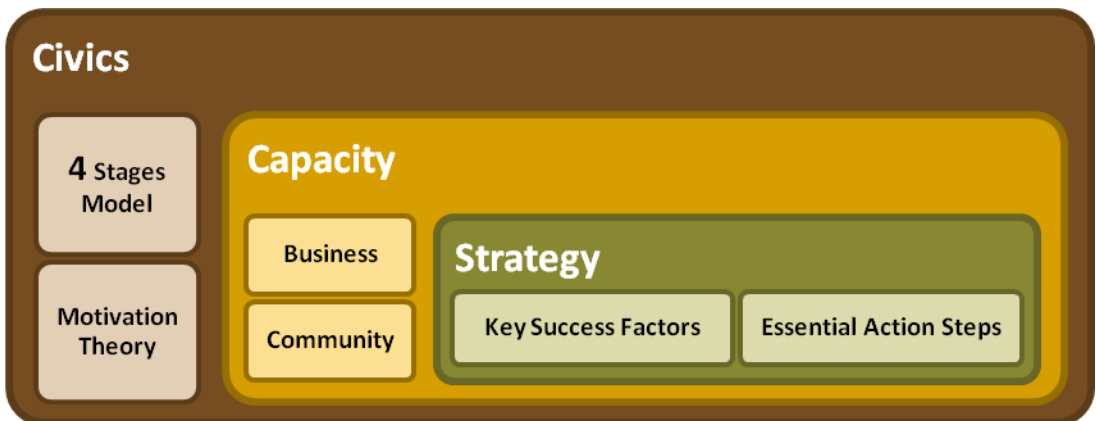 Civics
4 Stages
Model
Motivation
Theory
Capacity
Business
Community
Strategy
Key Success Factors
Essential Action Steps